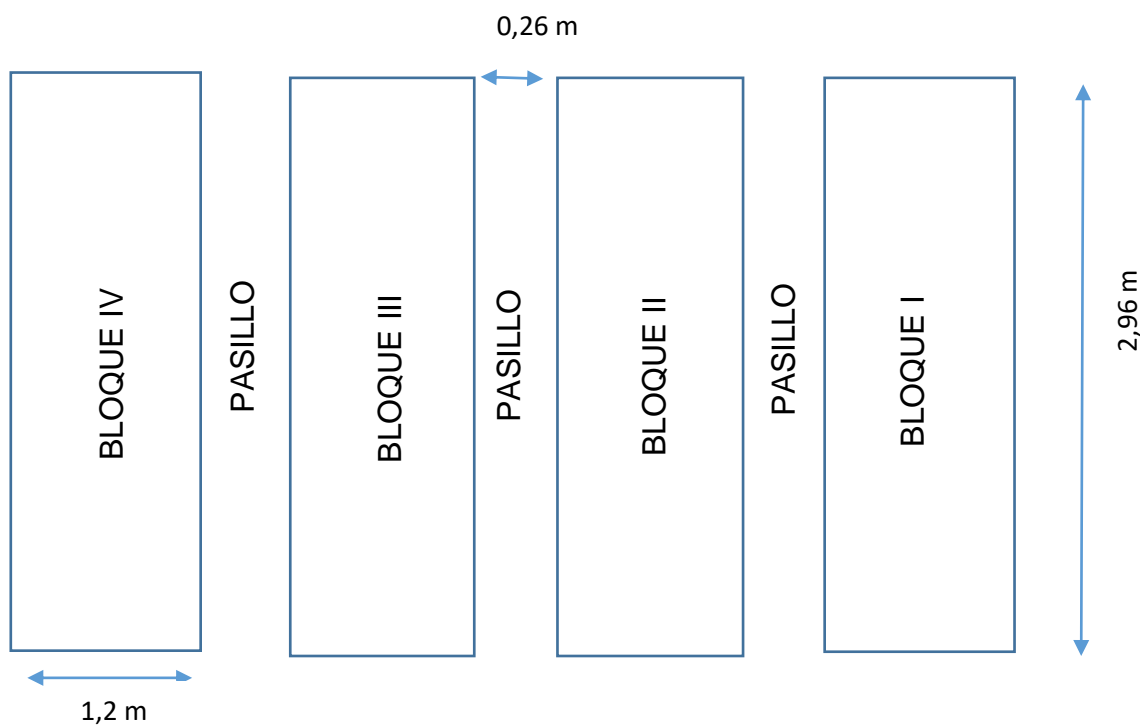 0,26 m
BLOQUE IV
PASILLO
BLOQUE III
PASILLO
BLOQUE II
PASILLO
BLOQUE I
2,96 m
1,2 m